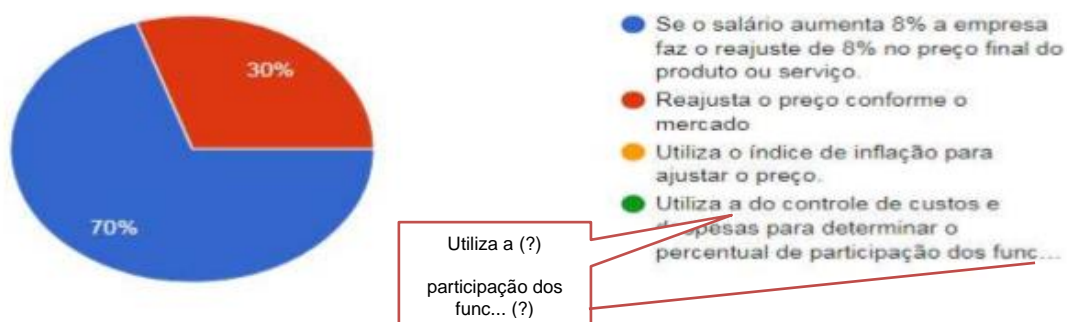 30%
70%
Se o salário aumenta 8% a empresa
faz o reajuste de 8% no preço final do
produto ou serviço.
Reajusta o preço conforme o
mercado
Utiliza o índice de inflação para
ajustar o preço.
Utiliza a do controle de custos e
despesas para determinar o
percentual de participação dos func...
Utiliza a (?)
participação dos
func... (?)